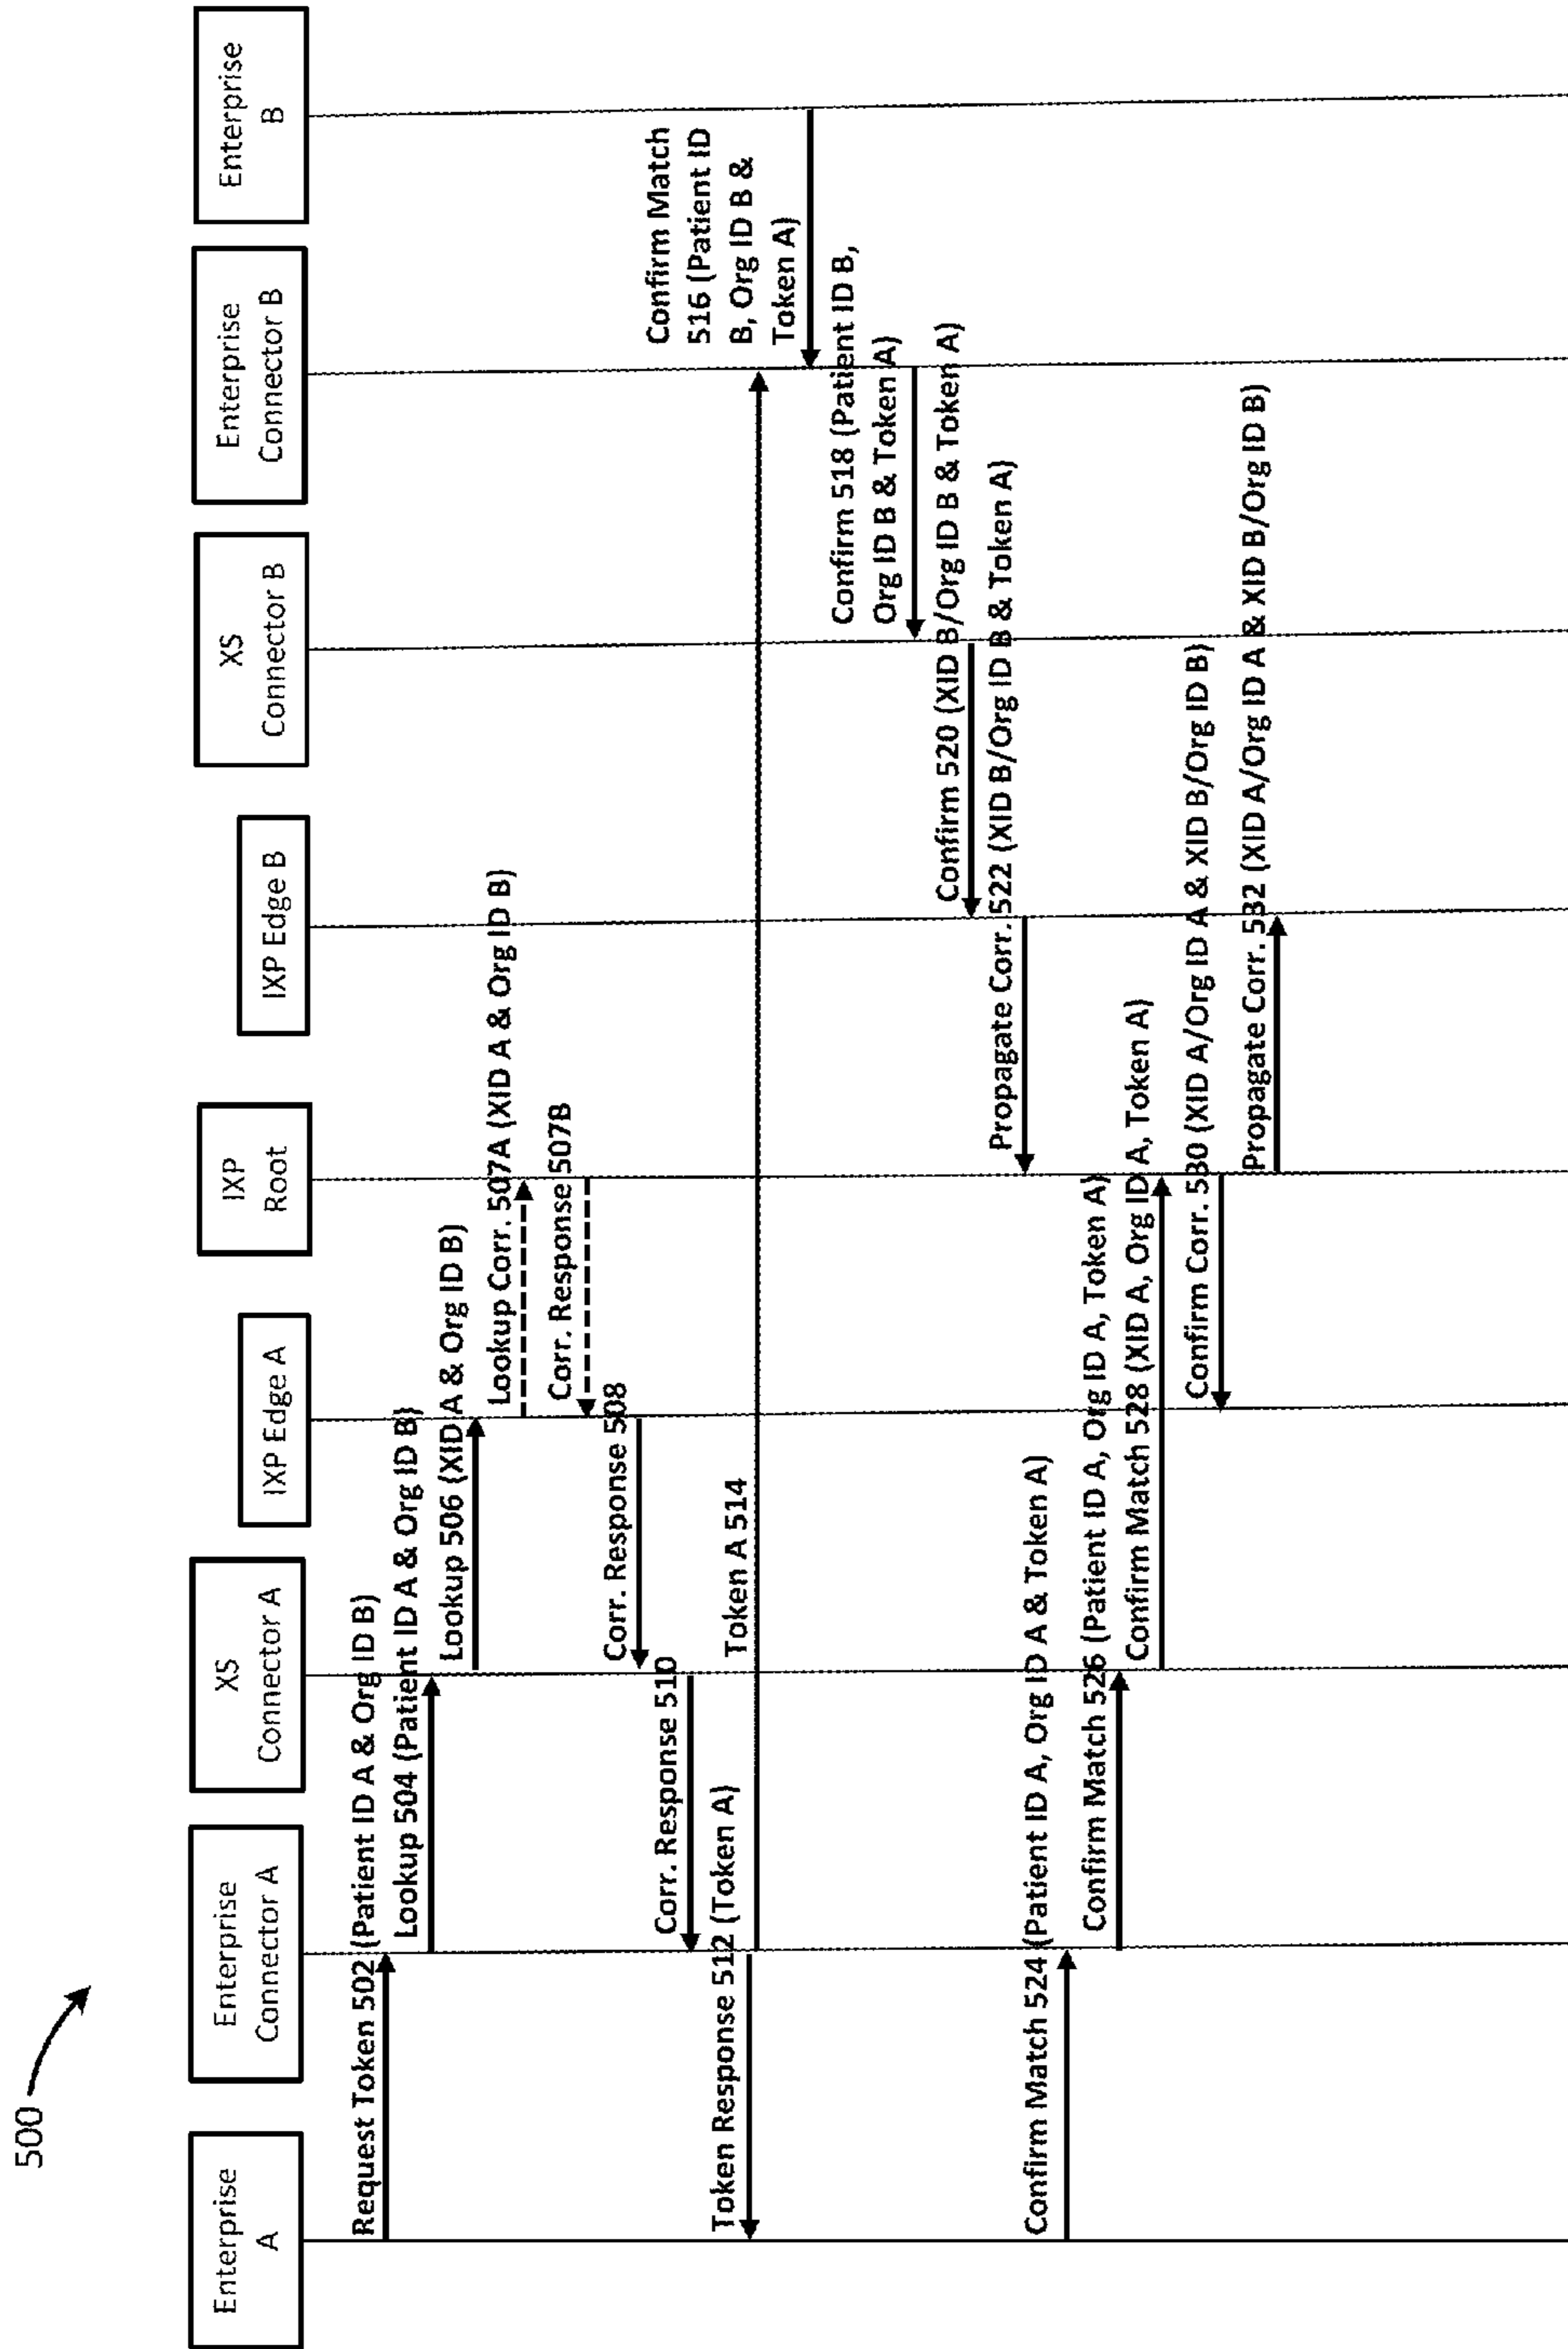 500
Enterprise
A
Enterprise
Connector A
XS
Connector A
IXP Edge A
IXP
Root
IXP Edge B
XS
Connector B
Enterprise
Connector B
Enterprise
B
Request Token 502 (Patient ID A & Org ID B)
Lookup 504 (Patient ID A & Org ID B)
Lookup 506 (XID A & Org ID B)
Lookup Corr. 507A (XID A & Org ID B)
Corr. Response 507B
Corr. Response 508
Corr. Response 510
Token Response 512 (Token A)
Token A 514
Confirm Match
516 (Patient ID
B, Org ID B &
Token A)
Confirm 518 (Patient ID B,
Org ID B & Token A)
Confirm 520 (XID B/Org ID B & Token A)
Propagate Corr. 522 (XID B/Org ID B & Token A)
Confirm Match 524 (Patient ID A, Org ID A & Token A)
Confirm Match 526 (Patient ID A, Org ID A, Token A)
Confirm Match 528 (XID A, Org ID A, Token A)
Confirm Corr. 530 (XID A/Org ID A & XID B/Org ID B)
Propagate Corr. 532 (XID A/Org ID A & XID B/Org ID B)